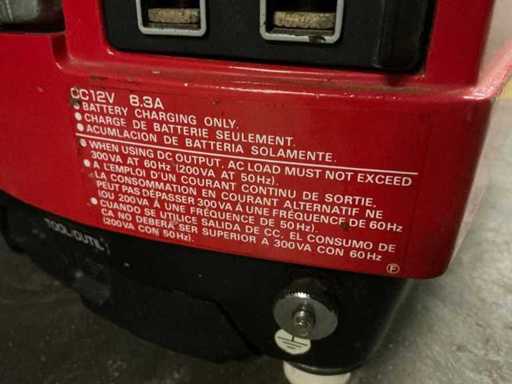 DC12V 8.3A
• BATTERY CHARGING ONLY.
• CHARGE DE BATTERIE SEULEMENT.
• ACUMLACION DE BATTERIA SOLAMENTE.
• WHEN USING DC OUTPUT, AC LOAD MUST NOT EXCEED
300VA AT 60Hz (200VA AT 50Hz).
• A L'EMPLOI D'UN COURANT CONTINU DE SORTIE,
LA CONSOMMATION EN COURANT ALTERNATIF NE
PEUT PAS DÉPASSER 300VA À UNE FRÉQUENCE DE 60Hz
(OU 200VA À UNE FRÉQUENCE DE 50Hz).
• CUANDO SE UTILICE SALIDA DE CC. EL CONSUMO DE
CA NO DEBERÁ SER SUPERIOR A 300VA CON 60Hz
(200VA CON 50Hz).
F